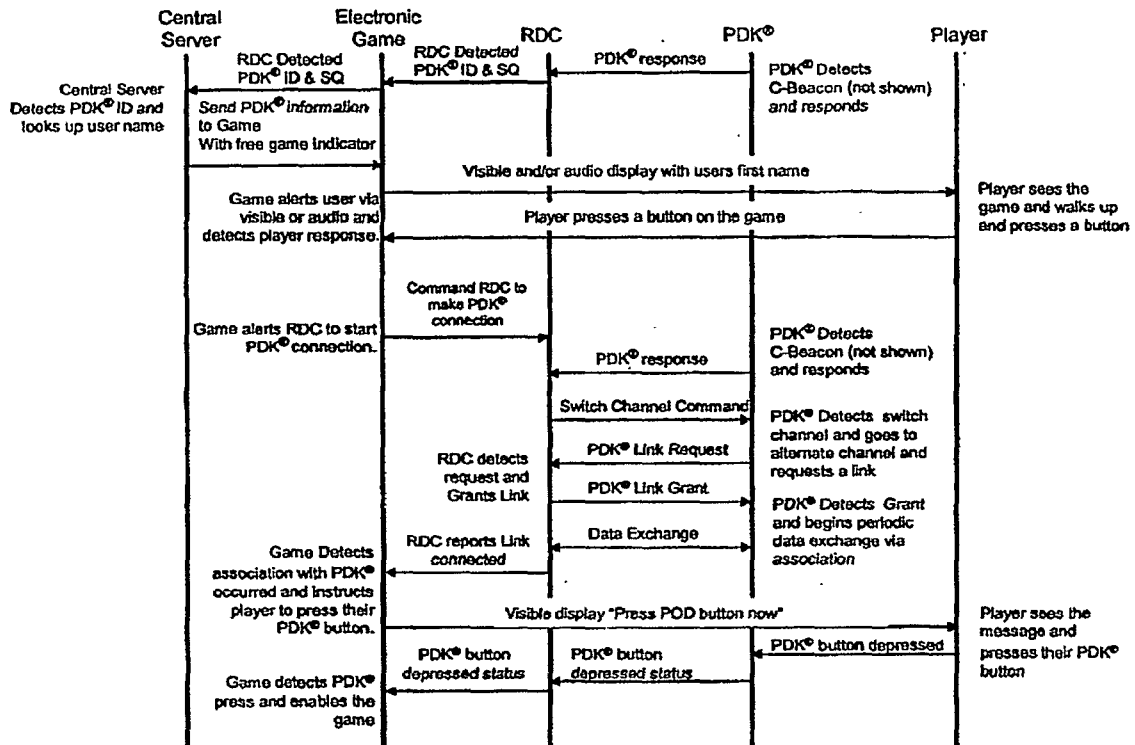 Central
Server
Electronic
Game
RDC
PDK®
Player
RDC Detected
PDK® ID & SQ
RDC Detected
PDK® ID & SQ
PDK® response
PDK® Detects
C-Beacon (not shown)
and responds
Central Server
Detects PDK® ID and
looks up user name
Send PDK® information
to Game
With free game indicator
Visible and/or audio display with users first name
Player sees the
game and walks up
and presses a button
Game alerts user via
visible or audio and
detects player response.
Player presses a button on the game
Command RDC to
make PDK®
connection
Game alerts RDC to start
PDK® connection.
PDK® Detects
C-Beacon (not shown)
and responds
PDK® response
Switch Channel Command
PDK® Detects switch
channel and goes to
alternate channel and
requests a link
PDK® Link Request
RDC detects
request and
Grants Link
PDK® Link Grant
PDK® Detects Grant
and begins periodic
data exchange via
association
Data Exchange
RDC reports Link
connected
Game Detects
association with PDK®
occurred and instructs
player to press their
PDK® button.
Visible display "Press POD button now"
Player sees the
message and
presses their PDK®
button
PDK® button depressed
PDK® button
depressed status
PDK® button
depressed status
Game detects PDK®
press and enables the
game